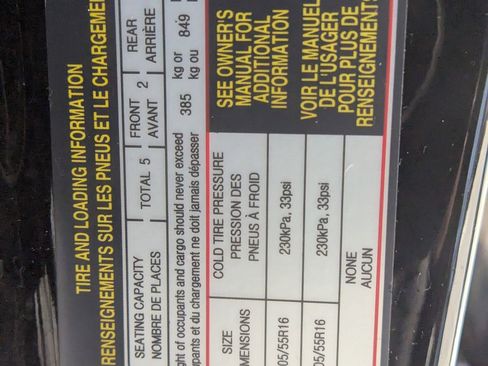 TIRE AND LOADING INFORMATION
RENSEIGNEMENTS SUR LES PNEUS ET LE CHARGEMEN
SEATING CAPACITY
NOMBRE DE PLACES
TOTAL 5
FRONT
AVANT
2
REAR
ARRIÈRE
ght of occupants and cargo should never exceed 385 kg or 849
upants et du chargement ne doit jamais dépasser kg ou
SIZE
MENSIONS
COLD TIRE PRESSURE
PRESSION DES
PNEUS À FROID
05/55R16
230kPa, 33psi
05/55R16
230kPa, 33psi
NONE
AUCUN
SEE OWNER'S
MANUAL FOR
ADDITIONAL
INFORMATION
VOIR LE MANUEL
DE L'USAGER
POUR PLUS DE
RENSEIGNEMENTS